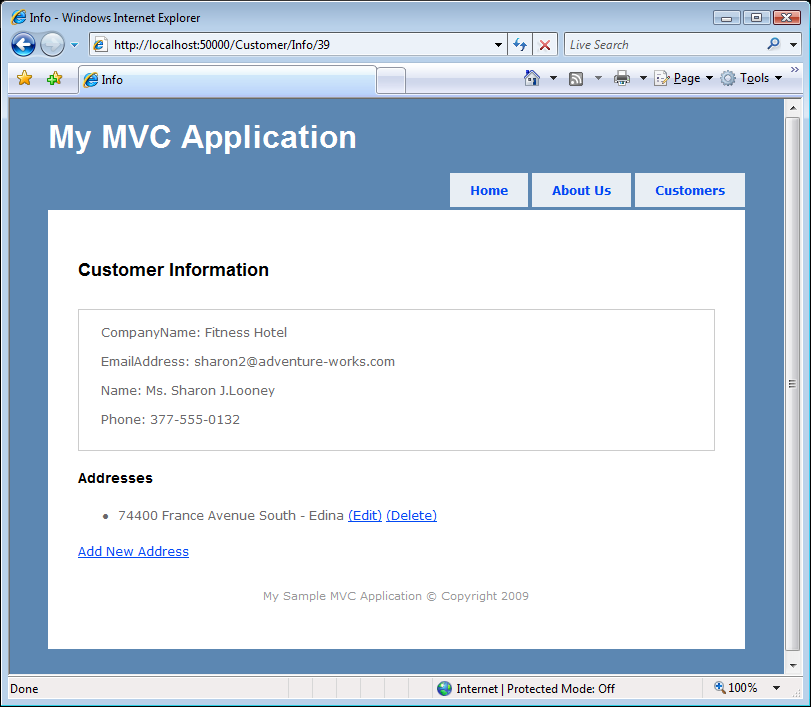 Info - Windows Internet Explorer
http://localhost:50000/Customer/Info/39
Live Search
Info
Page
Tools
My MVC Application
Home About Us Customers
Customer Information
CompanyName: Fitness Hotel
EmailAddress: sharon2@adventure-works.com
Name: Ms. Sharon J.Looney
Phone: 377-555-0132
Addresses
74400 France Avenue South - Edina (Edit) (Delete)
Add New Address
My Sample MVC Application © Copyright 2009
Done Internet | Protected Mode: Off 100%